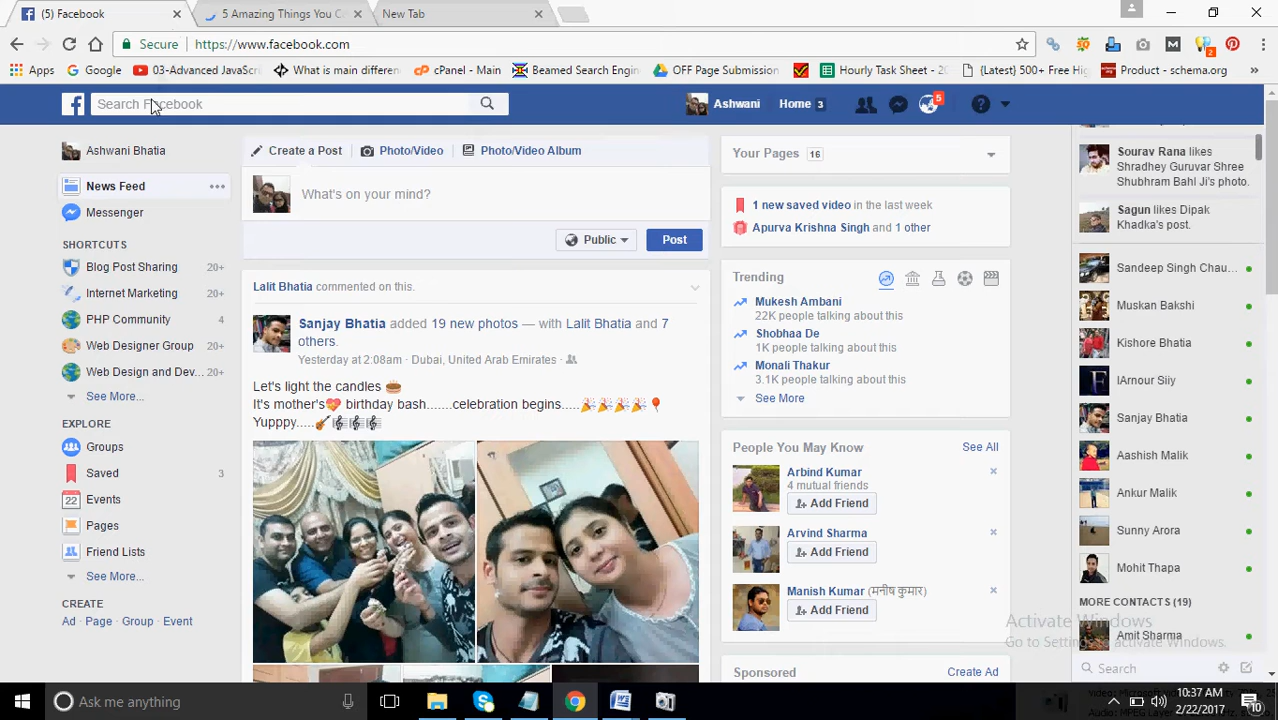 (5) Facebook
5 Amazing Things You C
New Tab
Secure
https://www.facebook.com
Apps
Google
03-Advanced JavaScri
What is main differen
cPanel - Main
Beamed Search Engin
OFF Page Submission
Hourly Task Sheet - 2
{Latest} 500+ Free Hig
Product - schema.org
Search Facebook
Ashwani
Home 3
5
Ashwani Bhatia
News Feed
Messenger
SHORTCUTS
Blog Post Sharing 20+
Internet Marketing 20+
PHP Community 4
Web Designer Group 20+
Web Design and Dev... 20+
See More...
EXPLORE
Groups
Saved 3
22 Events
Pages
Friend Lists
See More...
CREATE
Ad · Page · Group · Event
Create a Post
Photo/Video
Photo/Video Album
What's on your mind?
Public
Post
Lalit Bhatia commented on this.
Sanjay Bhatia added 19 new photos — with Lalit Bhatia and 7
others.
Yesterday at 2:08am · Dubai, United Arab Emirates ·
Let's light the candles 🎂
It's mother's💝 birthday bash.......celebration begins.....🎉🎉🎉🎉🎈
Yupppy.....🎸🎼🎼🎼
Your Pages 16
1 new saved video in the last week
Apurva Krishna Singh and 1 other
Trending
Mukesh Ambani
22K people talking about this
Shobhaa De
1K people talking about this
Monali Thakur
3.1K people talking about this
See More
People You May Know
See All
Arbind Kumar
4 mutual friends
Add Friend
Arvind Sharma
Add Friend
Manish Kumar (मनीष कुमार)
Add Friend
Sponsored
Create Ad
Sourav Rana likes
Shradhey Guruvar Shree
Shubhram Bahl Ji's photo.
Sagun likes Dipak
Khadka's post.
Sandeep Singh Chau...
Muskan Bakshi
Kishore Bhatia
IArnour Siiy
Sanjay Bhatia
Aashish Malik
Ankur Malik
Sunny Arora
Mohit Thapa
MORE CONTACTS (19)
Amit Sharma
Search
Activate Windows
Go to Settings to activate Windows.
Ask me anything
10:37 AM
2/22/2017
10